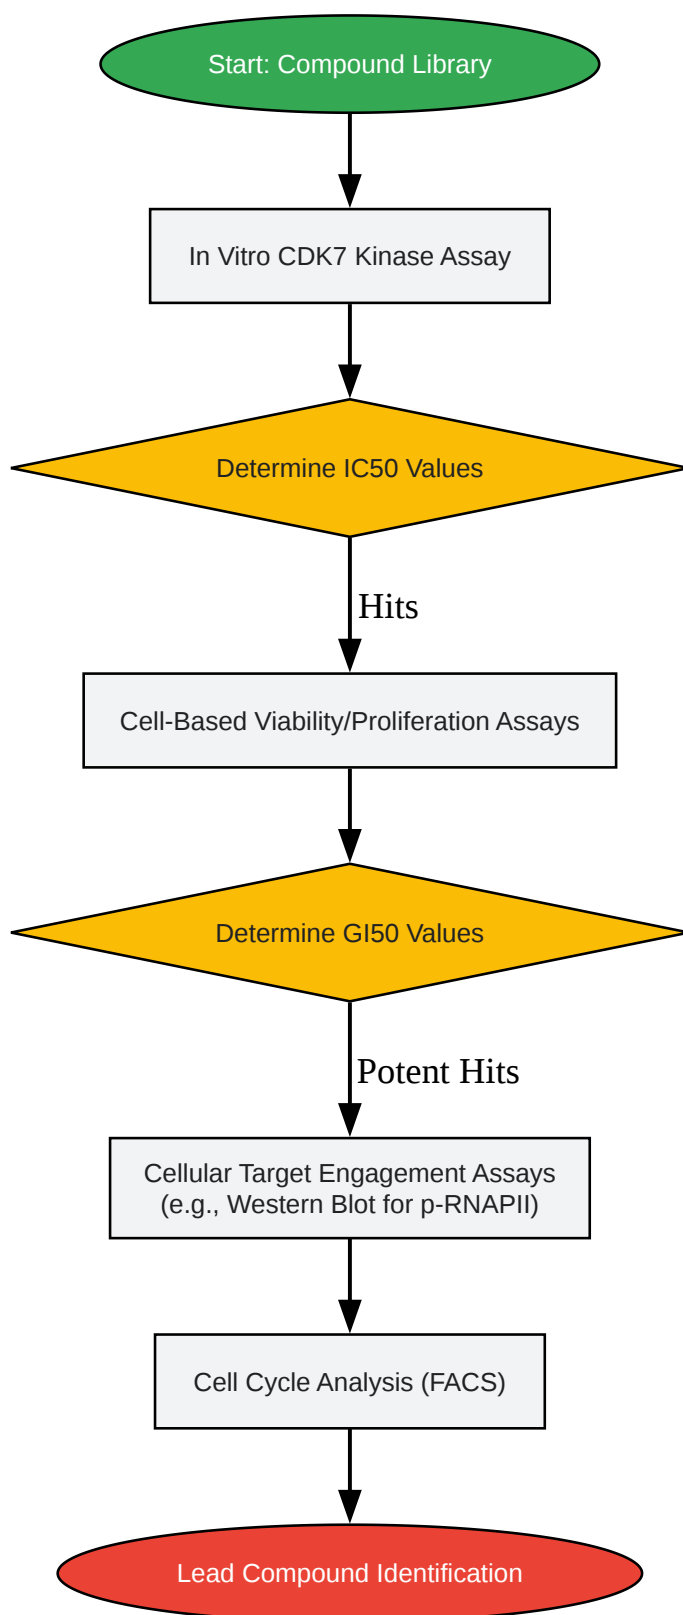 Start: Compound Library
In Vitro CDK7 Kinase Assay
Determine IC50 Values
Hits
Cell-Based Viability/Proliferation Assays
Determine GI50 Values
Potent Hits
Cellular Target Engagement Assays
(e.g., Western Blot for p-RNAPII)
Cell Cycle Analysis (FACS)
Lead Compound Identification